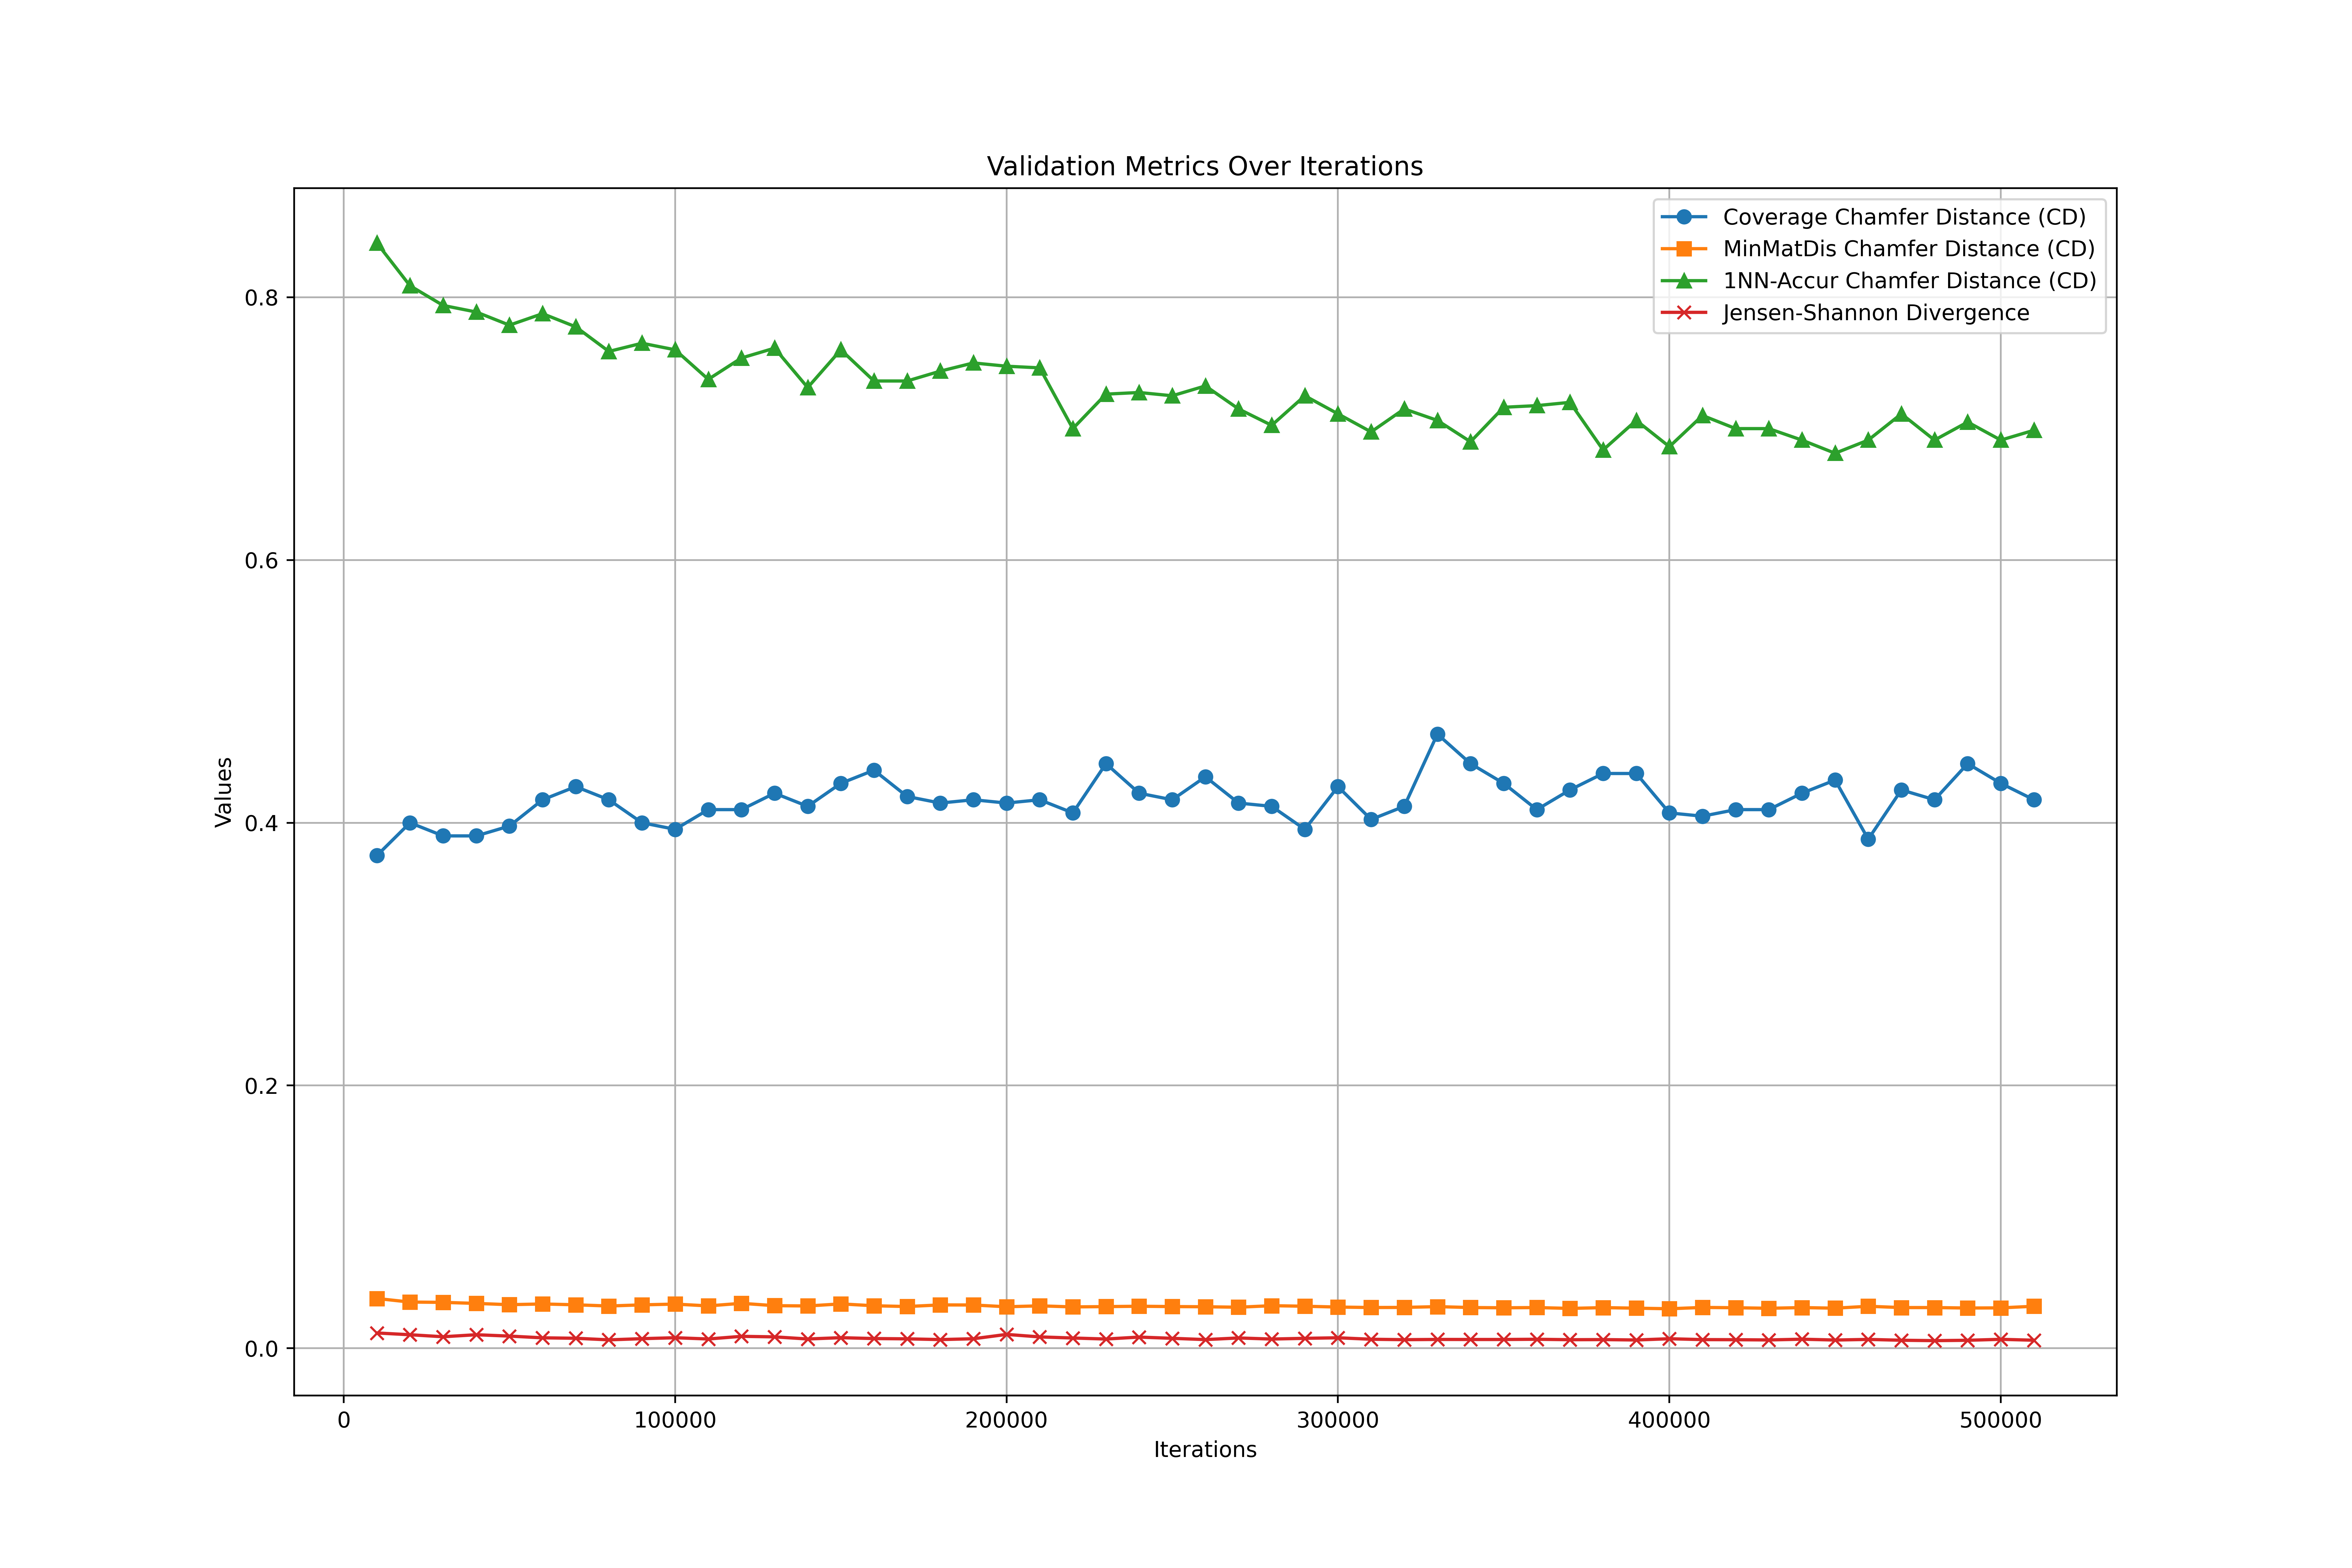 Validation Metrics Over Iterations
Coverage Chamfer Distance (CD)
MinMatDis Chamfer Distance (CD)
1NN-Accur Chamfer Distance (CD)
Jensen-Shannon Divergence
0.8
0.6
0.4
0.2
0.0
Values
0 100000 200000 300000 400000 500000
Iterations